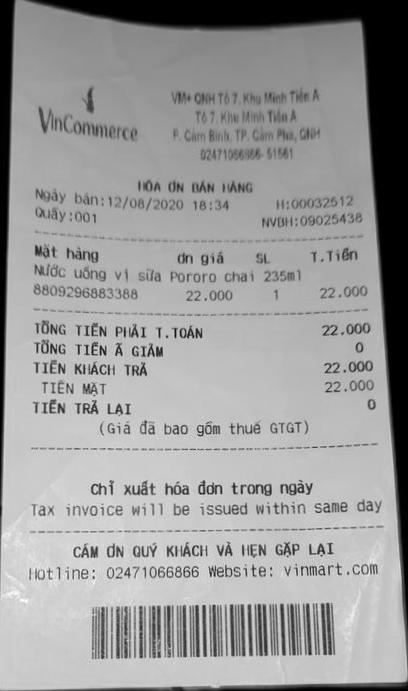 VinCommerce
VM+ QNH Tổ 7, Khu Minh Tiến A
Tổ 7, Khu Minh Tiến A
P. Cẩm Bình, TP. Cẩm Phả, QNH
02471066866- 51561
HÓA ƠN BÁN HÀNG
Ngày bán:12/08/2020 18:34 H:00032512
Quầy:001 NVBH:09025438
Mặt hàng ơn giá SL T.Tiền
Nước uống vị sữa Pororo chai 235ml
8809296883388 22.000 1 22.000
TỔNG TIỀN PHẢI T.TOÁN 22.000
TỔNG TIỀN Ã GIẢM 0
TIỀN KHÁCH TRẢ 22.000
TIỀN MẶT 22.000
TIỀN TRẢ LẠI 0
(Giá đã bao gồm thuế GTGT)
Chỉ xuất hóa đơn trong ngày
Tax invoice will be issued within same day
CẢM ƠN QUÝ KHÁCH VÀ HẸN GẶP LẠI
Hotline: 02471066866 Website: vinmart.com